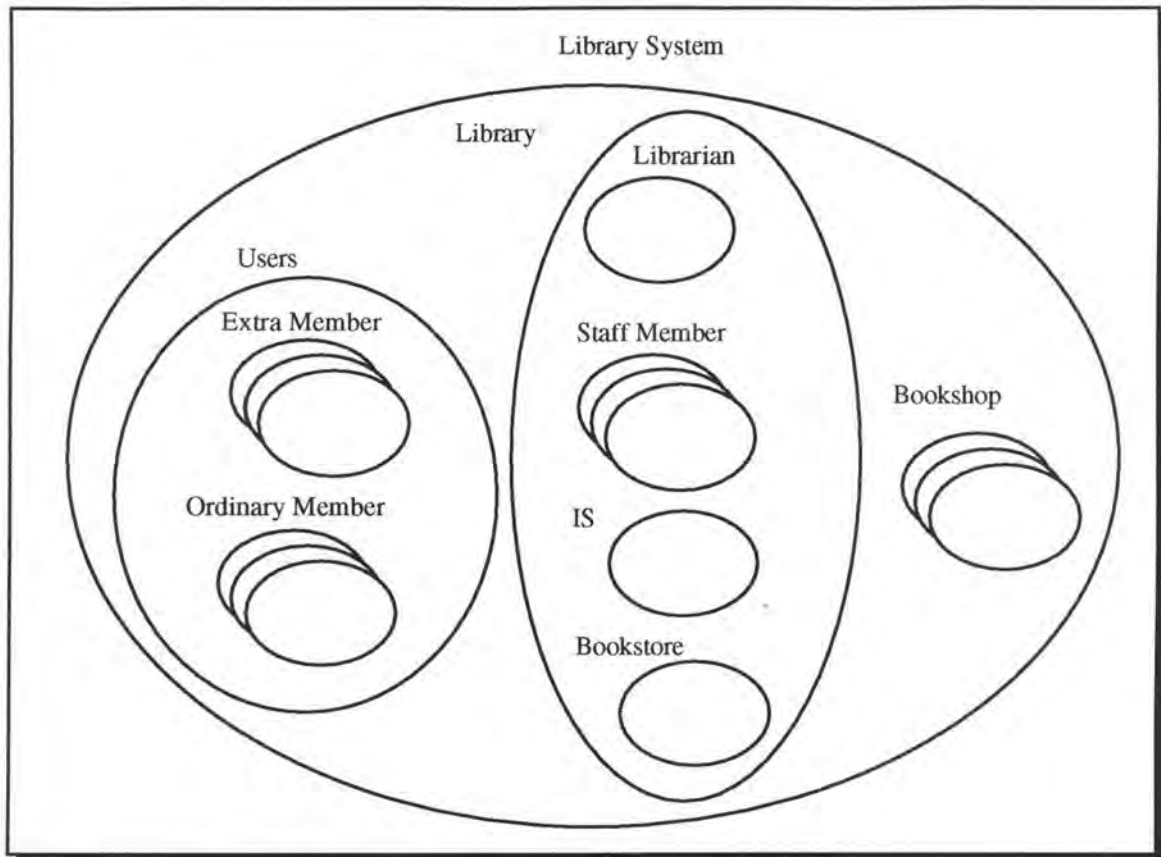 Library System
Library
Librarian
Users
Extra Member
Staff Member
Bookshop
Ordinary Member
IS
Bookstore